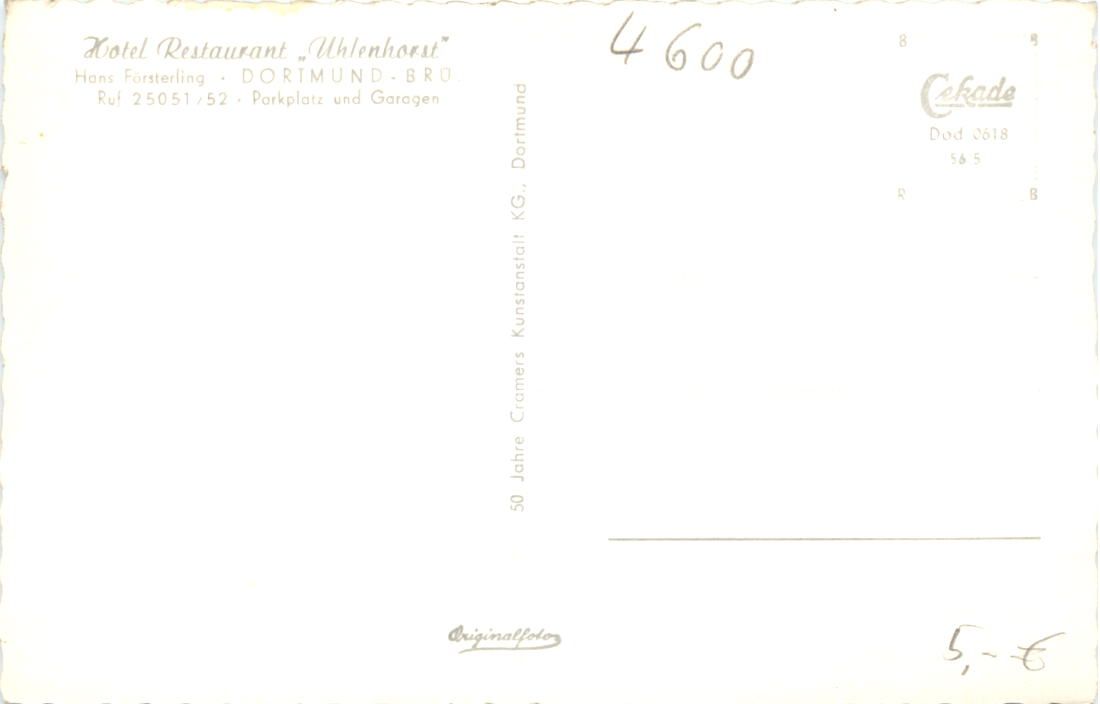 Hotel Restaurant „Uhlenhorst"
Hans Försterling · DORTMUND-BRÜ.
Ruf 25051/52 · Parkplatz und Garagen
50 Jahre Cramers Kunstanstalt KG., Dortmund
4600
Cekade
Dod 0618
56 5
Originalfoto
5,- €